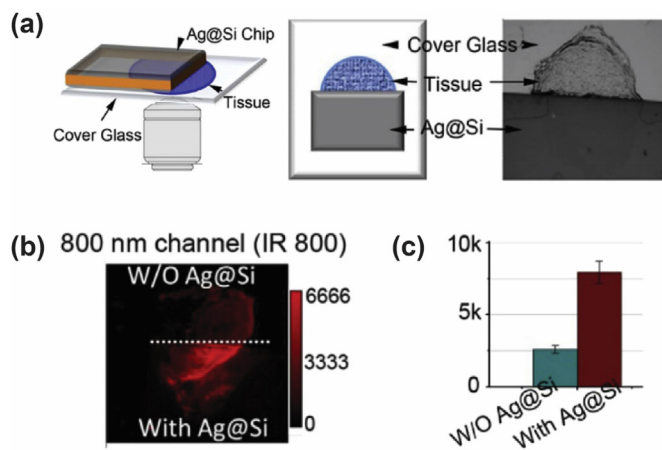 (a)
Ag@Si Chip
Tissue
Cover Glass
Cover Glass
Tissue
Ag@Si
(b)
800 nm channel (IR 800)
W/O Ag@Si
With Ag@Si
6666
3333
0
(c)
10k
5k
0
W/O Ag@Si
With Ag@Si